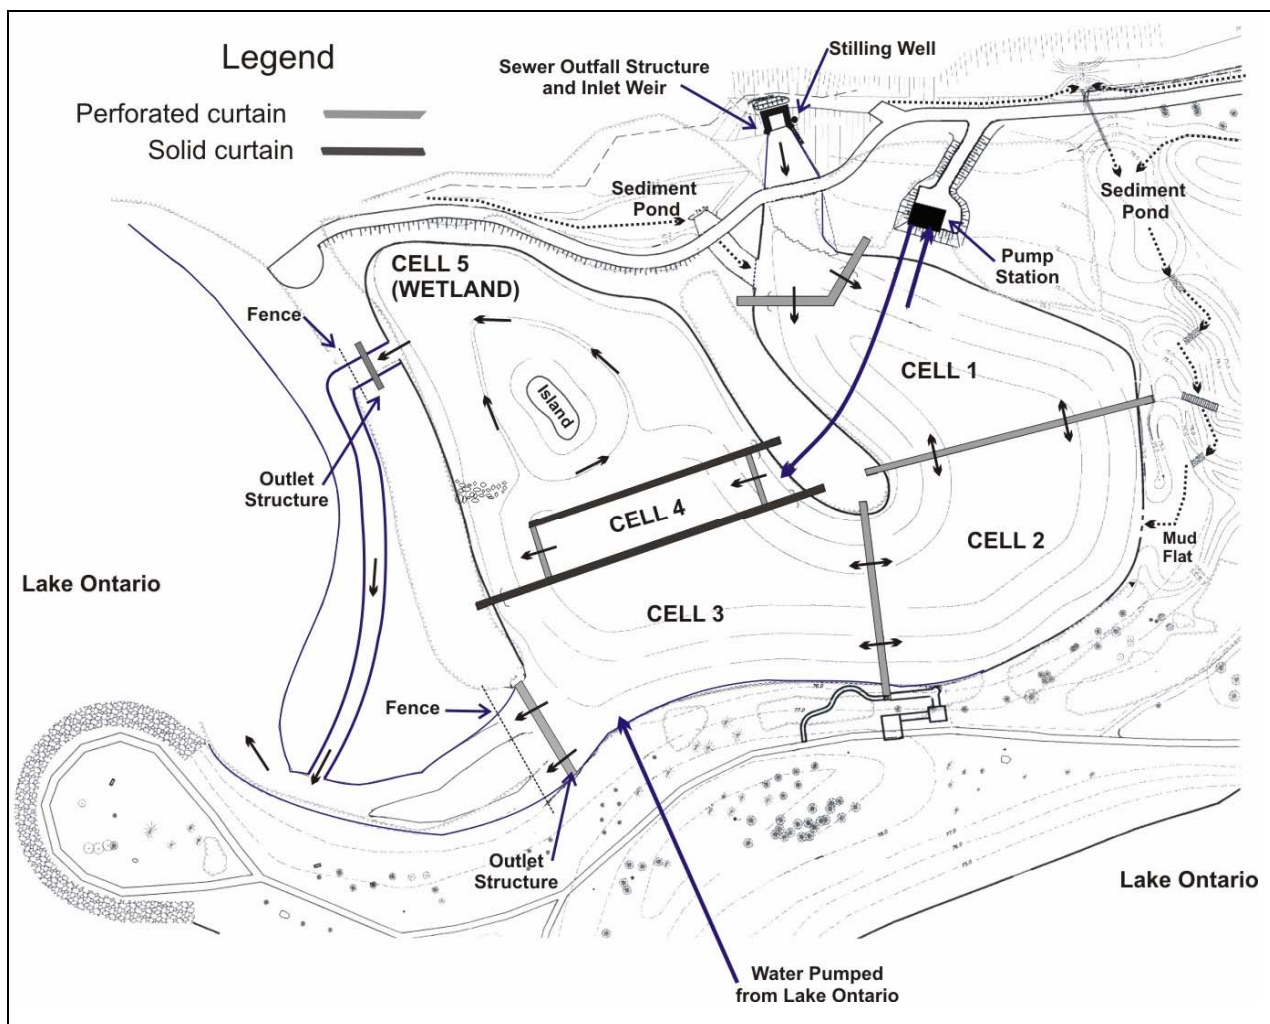 Legend
Perforated curtain
Solid curtain
Sewer Outfall Structure
and Inlet Weir
Stilling Well
Sediment
Pond
Sediment
Pond
Pump
Station
CELL 5
(WETLAND)
Fence
CELL 1
Island
Outlet
Structure
CELL 4
CELL 2
Mud
Flat
Lake Ontario
CELL 3
Fence
Outlet
Structure
Lake Ontario
Water Pumped
from Lake Ontario